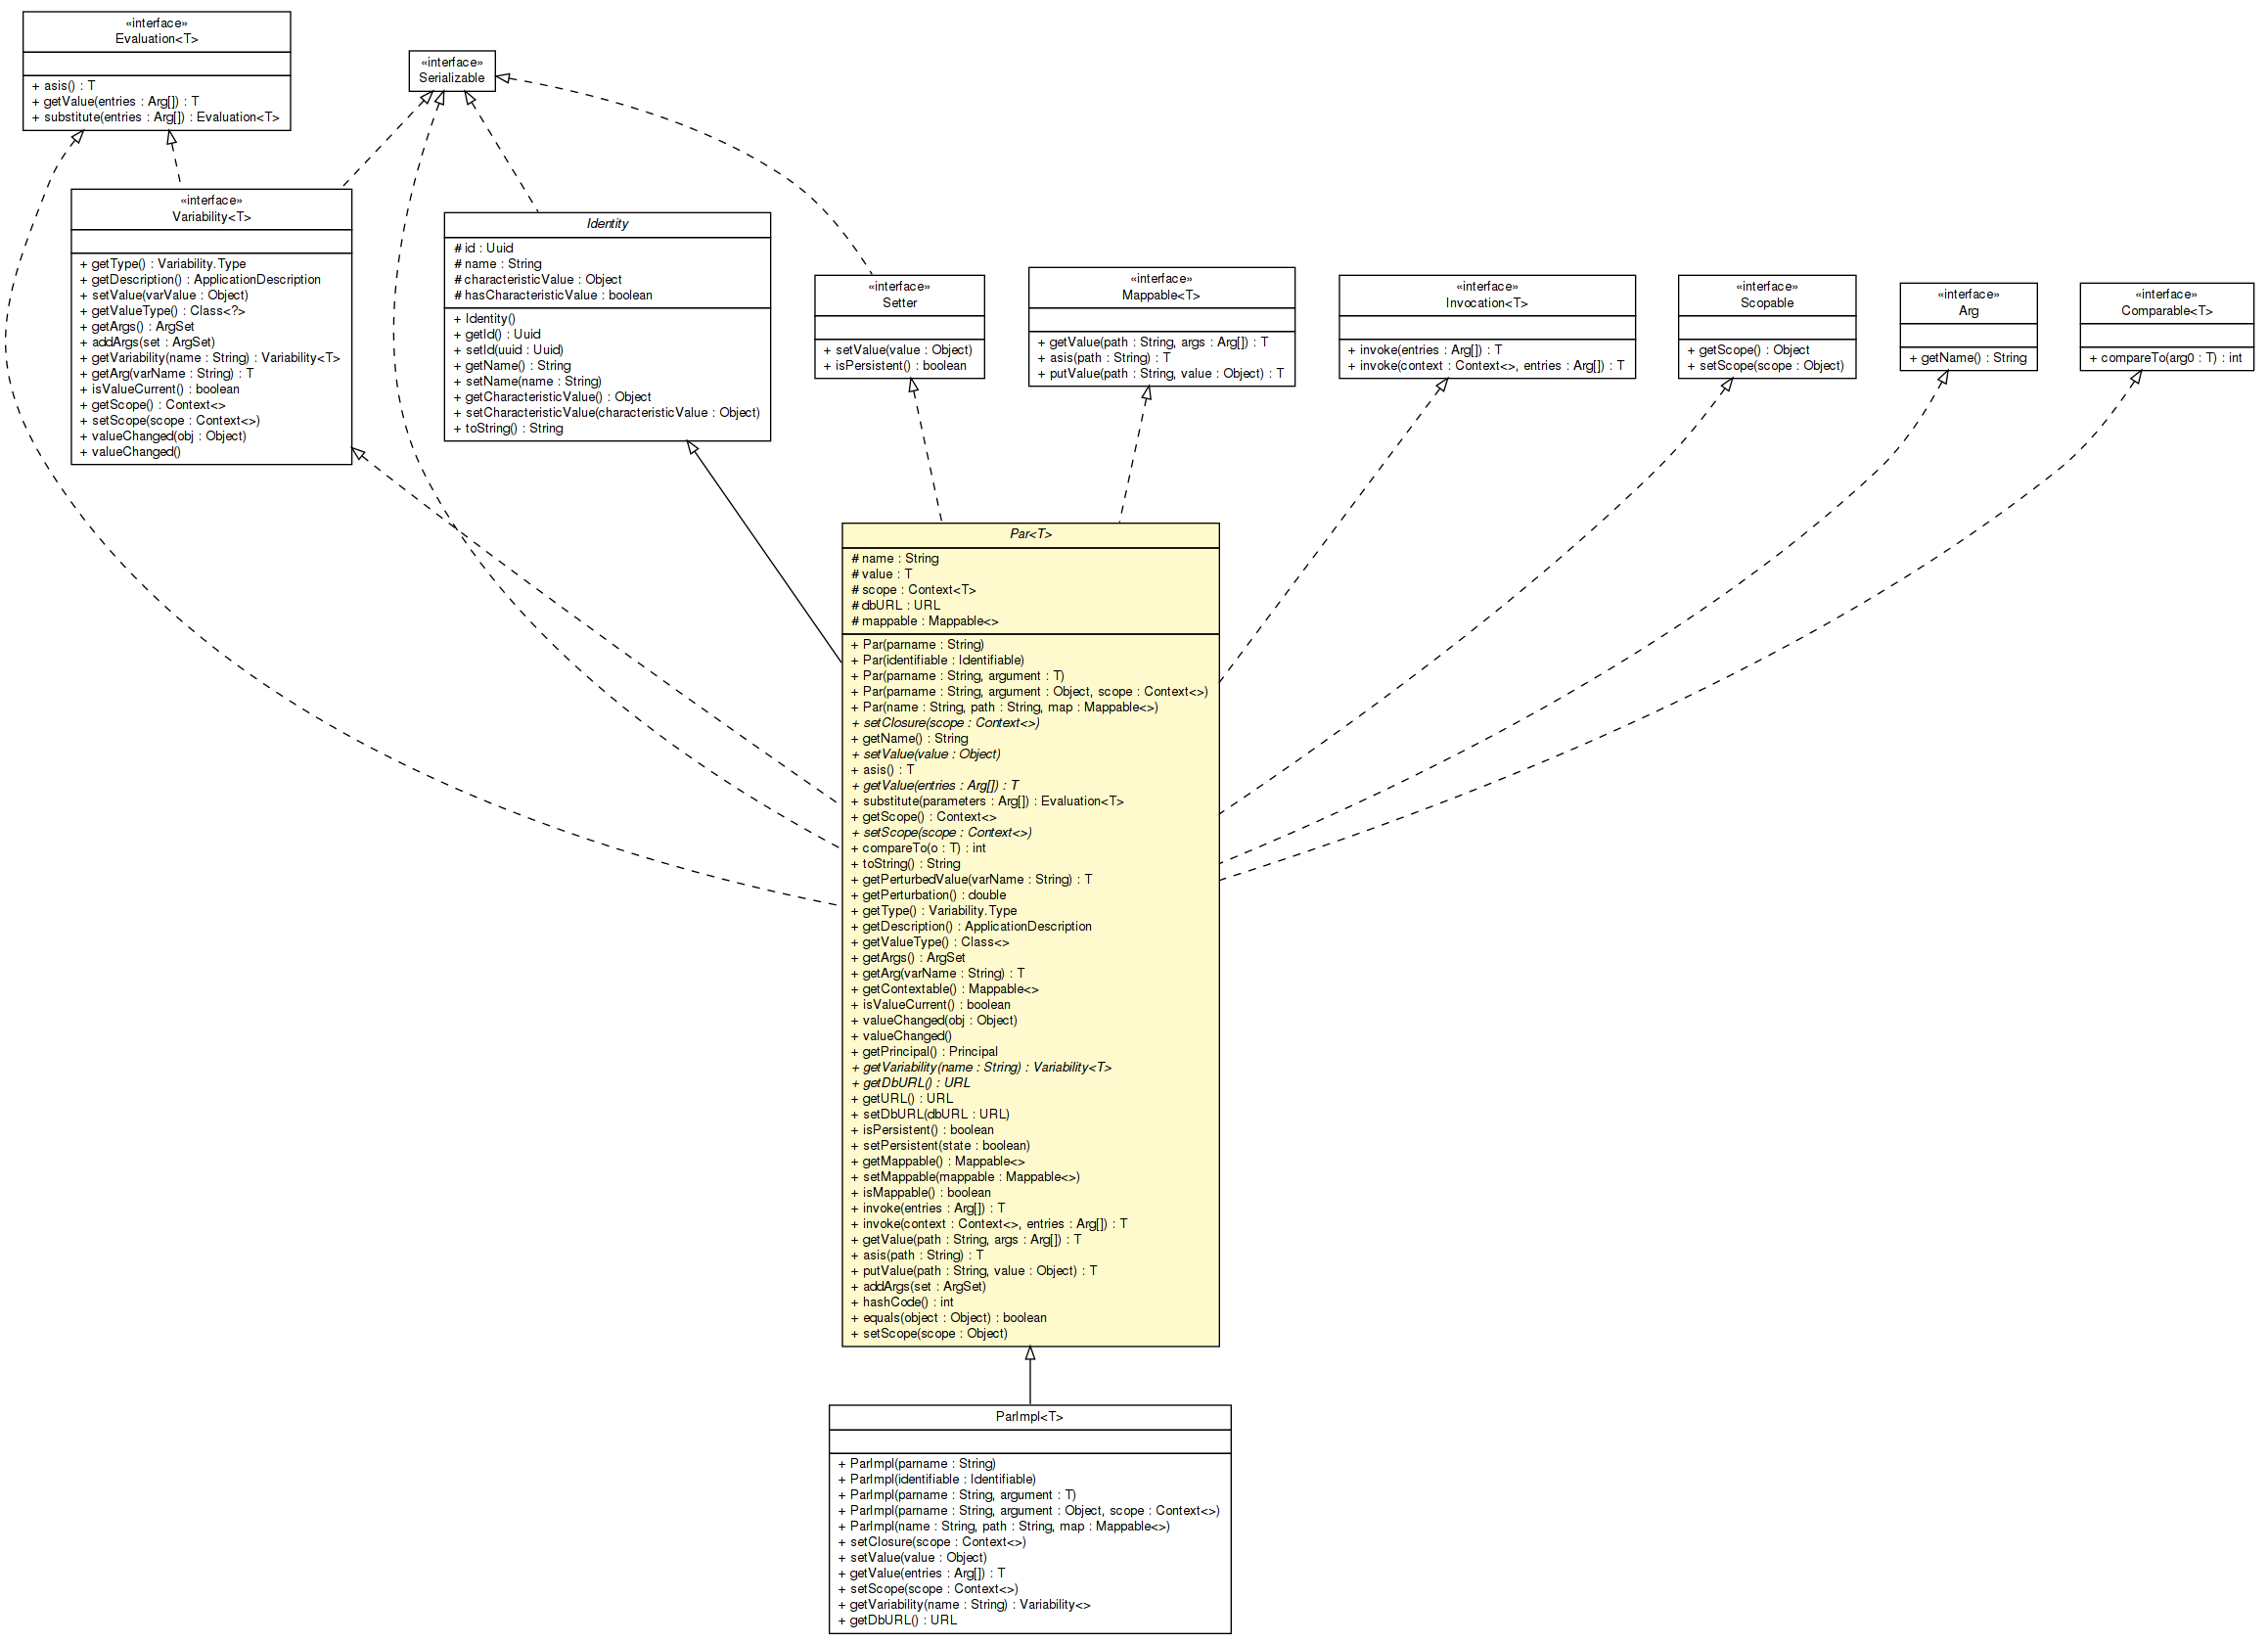 «interface»
Evaluation<T>
+ asis() : T
+ getValue(entries : Arg[]) : T
+ substitute(entries : Arg[]) : Evaluation<T>
«interface»
Serializable
«interface»
Variability<T>
+ getType() : Variability.Type
+ getDescription() : ApplicationDescription
+ setValue(varValue : Object)
+ getValueType() : Class<?>
+ getArgs() : ArgSet
+ addArgs(set : ArgSet)
+ getVariability(name : String) : Variability<T>
+ getArg(varName : String) : T
+ isValueCurrent() : boolean
+ getScope() : Context<>
+ setScope(scope : Context<>)
+ valueChanged(obj : Object)
+ valueChanged()
Identity
# id : Uuid
# name : String
# characteristicValue : Object
# hasCharacteristicValue : boolean
+ Identity()
+ getId() : Uuid
+ setId(uuid : Uuid)
+ getName() : String
+ setName(name : String)
+ getCharacteristicValue() : Object
+ setCharacteristicValue(characteristicValue : Object)
+ toString() : String
«interface»
Setter
+ setValue(value : Object)
+ isPersistent() : boolean
«interface»
Mappable<T>
+ getValue(path : String, args : Arg[]) : T
+ asis(path : String) : T
+ putValue(path : String, value : Object) : T
«interface»
Invocation<T>
+ invoke(entries : Arg[]) : T
+ invoke(context : Context<>, entries : Arg[]) : T
«interface»
Scopable
+ getScope() : Object
+ setScope(scope : Object)
«interface»
Arg
+ getName() : String
«interface»
Comparable<T>
+ compareTo(arg0 : T) : int
Par<T>
# name : String
# value : T
# scope : Context<T>
# dbURL : URL
# mappable : Mappable<>
+ Par(parname : String)
+ Par(identifiable : Identifiable)
+ Par(parname : String, argument : T)
+ Par(parname : String, argument : Object, scope : Context<>)
+ Par(name : String, path : String, map : Mappable<>)
+ setClosure(scope : Context<>)
+ getName() : String
+ setValue(value : Object)
+ asis() : T
+ getValue(entries : Arg[]) : T
+ substitute(parameters : Arg[]) : Evaluation<T>
+ getScope() : Context<>
+ setScope(scope : Context<>)
+ compareTo(o : T) : int
+ toString() : String
+ getPerturbedValue(varName : String) : T
+ getPerturbation() : double
+ getType() : Variability.Type
+ getDescription() : ApplicationDescription
+ getValueType() : Class<>
+ getArgs() : ArgSet
+ getArg(varName : String) : T
+ getContextable() : Mappable<>
+ isValueCurrent() : boolean
+ valueChanged(obj : Object)
+ valueChanged()
+ getPrincipal() : Principal
+ getVariability(name : String) : Variability<T>
+ getDbURL() : URL
+ getURL() : URL
+ setDbURL(dbURL : URL)
+ isPersistent() : boolean
+ setPersistent(state : boolean)
+ getMappable() : Mappable<>
+ setMappable(mappable : Mappable<>)
+ isMappable() : boolean
+ invoke(entries : Arg[]) : T
+ invoke(context : Context<>, entries : Arg[]) : T
+ getValue(path : String, args : Arg[]) : T
+ asis(path : String) : T
+ putValue(path : String, value : Object) : T
+ addArgs(set : ArgSet)
+ hashCode() : int
+ equals(object : Object) : boolean
+ setScope(scope : Object)
ParImpl<T>
+ ParImpl(parname : String)
+ ParImpl(identifiable : Identifiable)
+ ParImpl(parname : String, argument : T)
+ ParImpl(parname : String, argument : Object, scope : Context<>)
+ ParImpl(name : String, path : String, map : Mappable<>)
+ setClosure(scope : Context<>)
+ setValue(value : Object)
+ getValue(entries : Arg[]) : T
+ setScope(scope : Context<>)
+ getVariability(name : String) : Variability<>
+ getDbURL() : URL